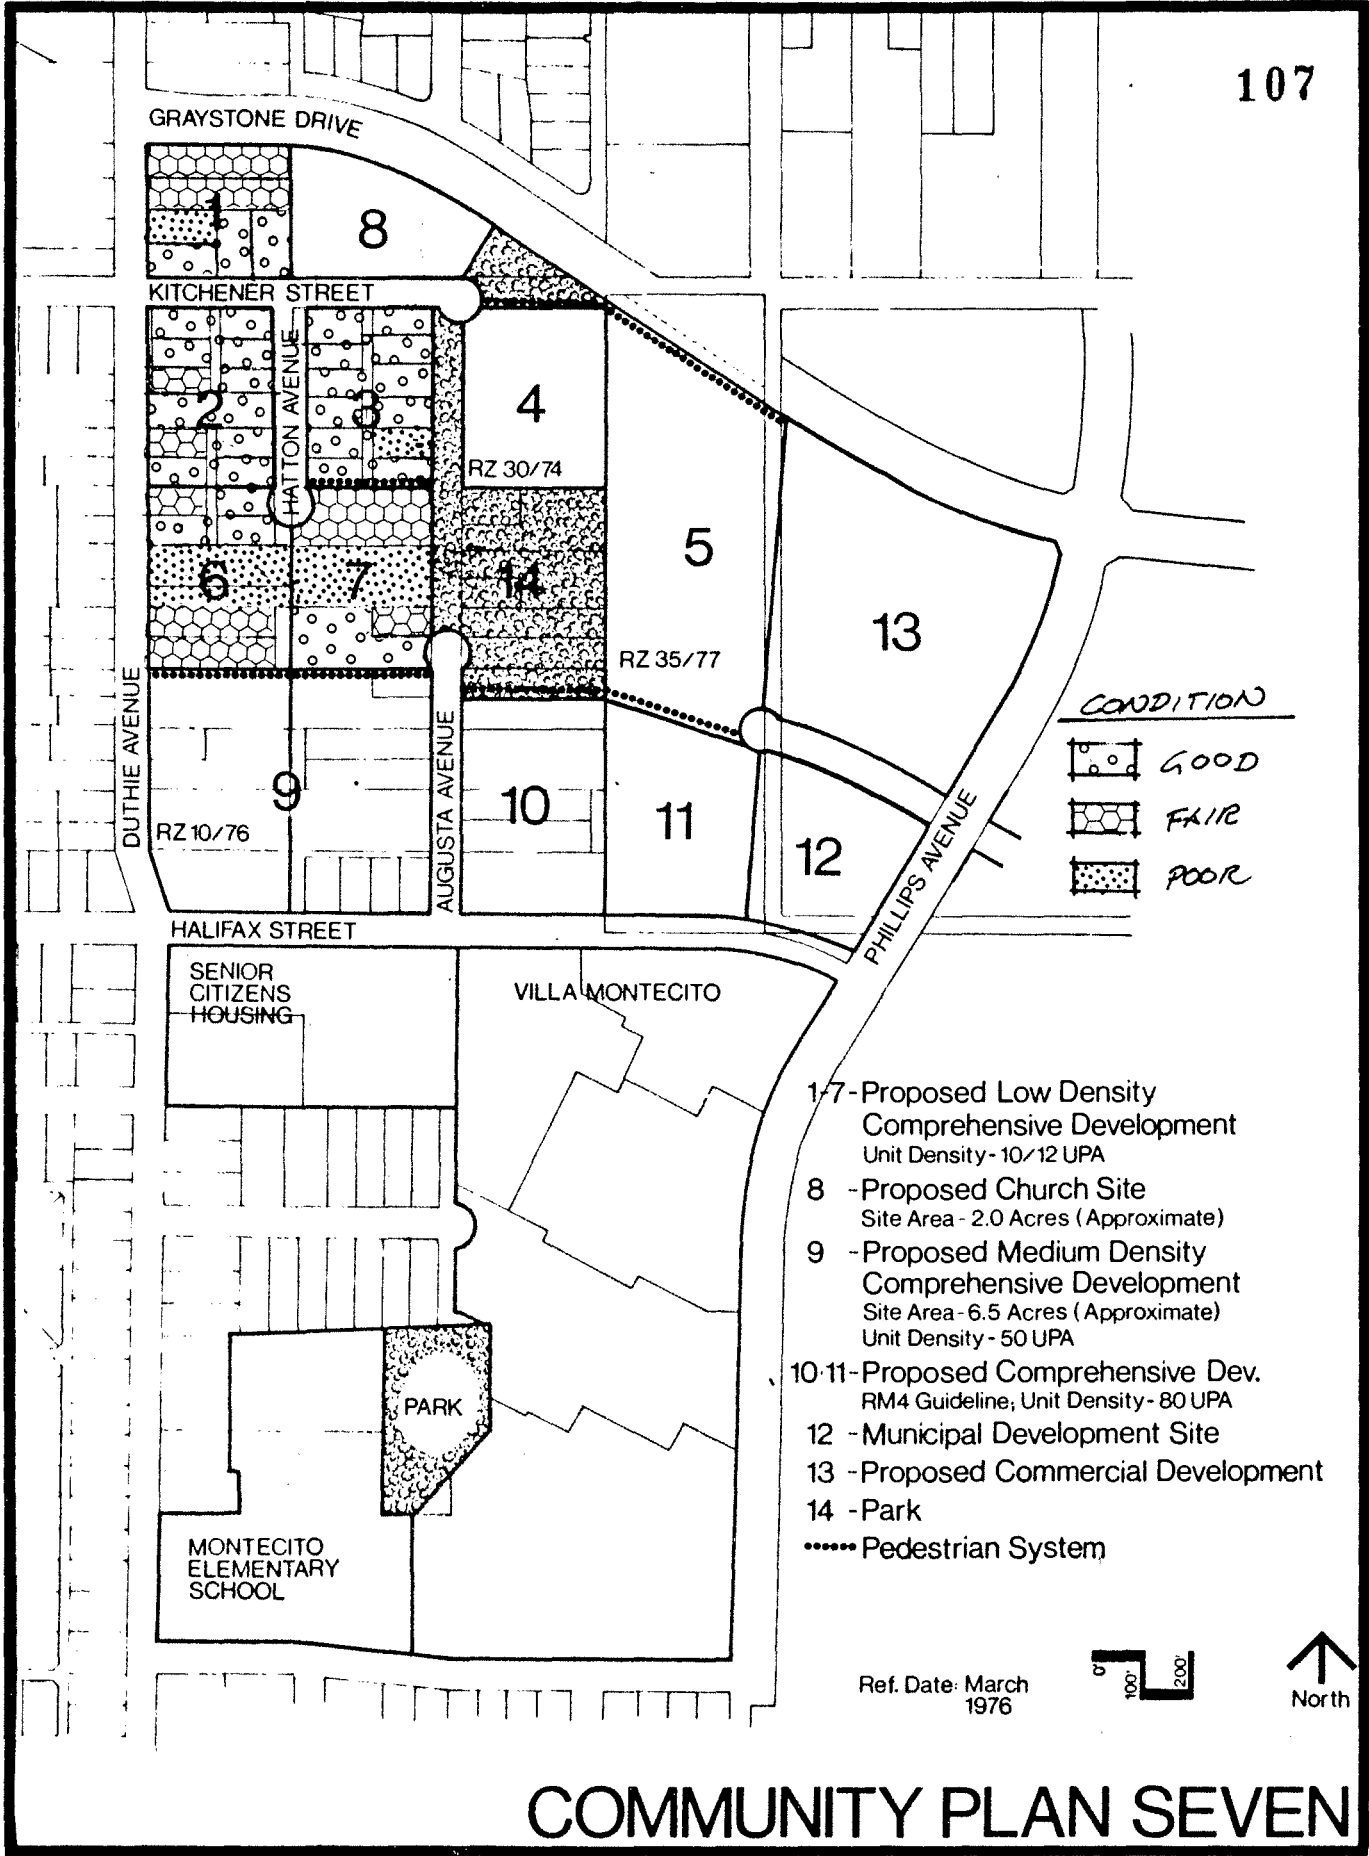 107
GRAYSTONE DRIVE
1
8
KITCHENER STREET
HATTON AVENUE
2
3
4
RZ 30/74
5
6
7
14
13
RZ 35/77
DUTHIE AVENUE
AUGUSTA AVENUE
9
RZ 10/76
10
11
12
PHILLIPS AVENUE
CONDITION
GOOD
FAIR
POOR
HALIFAX STREET
SENIOR
CITIZENS
HOUSING
VILLA MONTECITO
1-7-Proposed Low Density
Comprehensive Development
Unit Density - 10/12 UPA
8 -Proposed Church Site
Site Area - 2.0 Acres (Approximate)
9 -Proposed Medium Density
Comprehensive Development
Site Area - 6.5 Acres (Approximate)
Unit Density - 50 UPA
10·11-Proposed Comprehensive Dev.
RM4 Guideline; Unit Density - 80 UPA
12 -Municipal Development Site
13 -Proposed Commercial Development
14 -Park
Pedestrian System
PARK
MONTECITO
ELEMENTARY
SCHOOL
Ref. Date: March
1976
0' 100' 200'
North
COMMUNITY PLAN SEVEN